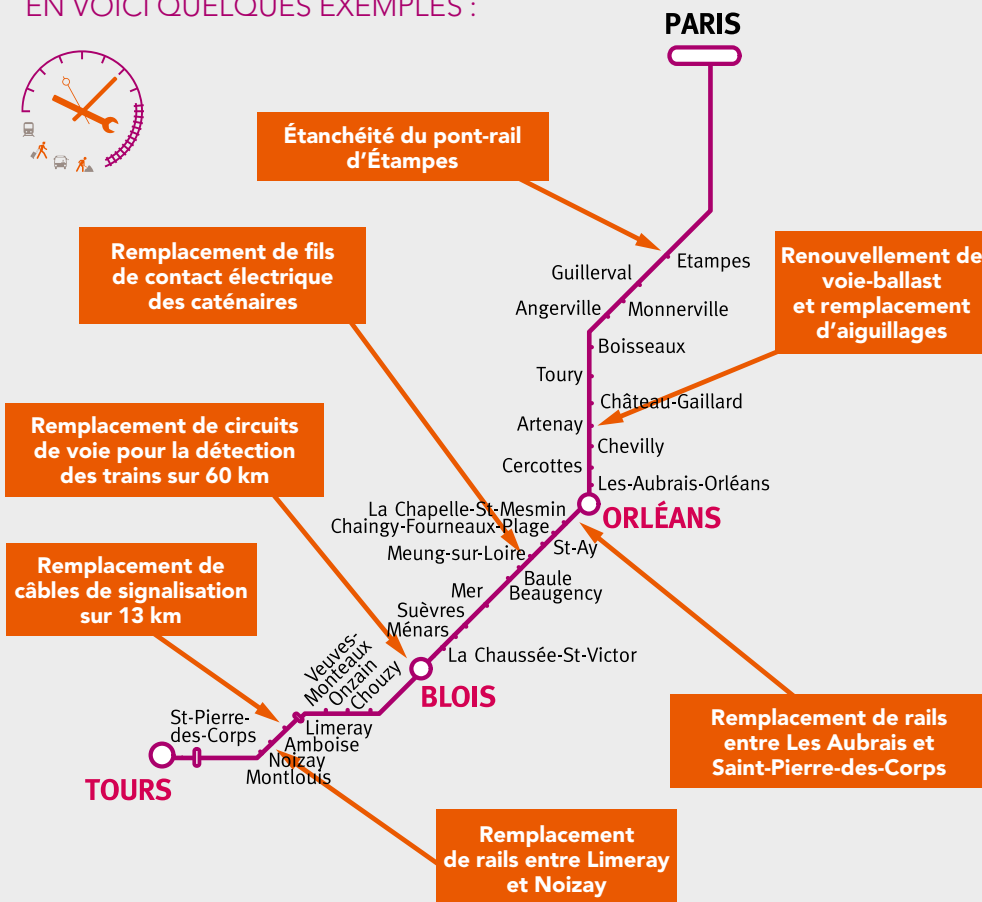 EN VOICI QUELQUES EXEMPLES :
PARIS
Étanchéité du pont-rail
d’Étampes
Remplacement de fils
de contact électrique
des caténaires
Renouvellement de
voie-ballast
et remplacement
d’aiguillages
Etampes
Guillerval
Angerville
Monnerville
Boisseaux
Toury
Château-Gaillard
Artenay
Chevilly
Cercottes
Les-Aubrais-Orléans
ORLÉANS
Remplacement de circuits
de voie pour la détection
des trains sur 60 km
La Chapelle-St-Mesmin
Chaingy-Fourneaux-Plage
St-Ay
Meung-sur-Loire
Baule
Beaugency
Mer
Suèvres
Ménars
La Chaussée-St-Victor
BLOIS
Remplacement de
câbles de signalisation
sur 13 km
Veuves-
Monteaux
Onzain
Chouzy
Limeray
Amboise
Noizay
Montlouis
St-Pierre-
des-Corps
TOURS
Remplacement de rails
entre Les Aubrais et
Saint-Pierre-des-Corps
Remplacement
de rails entre Limeray
et Noizay